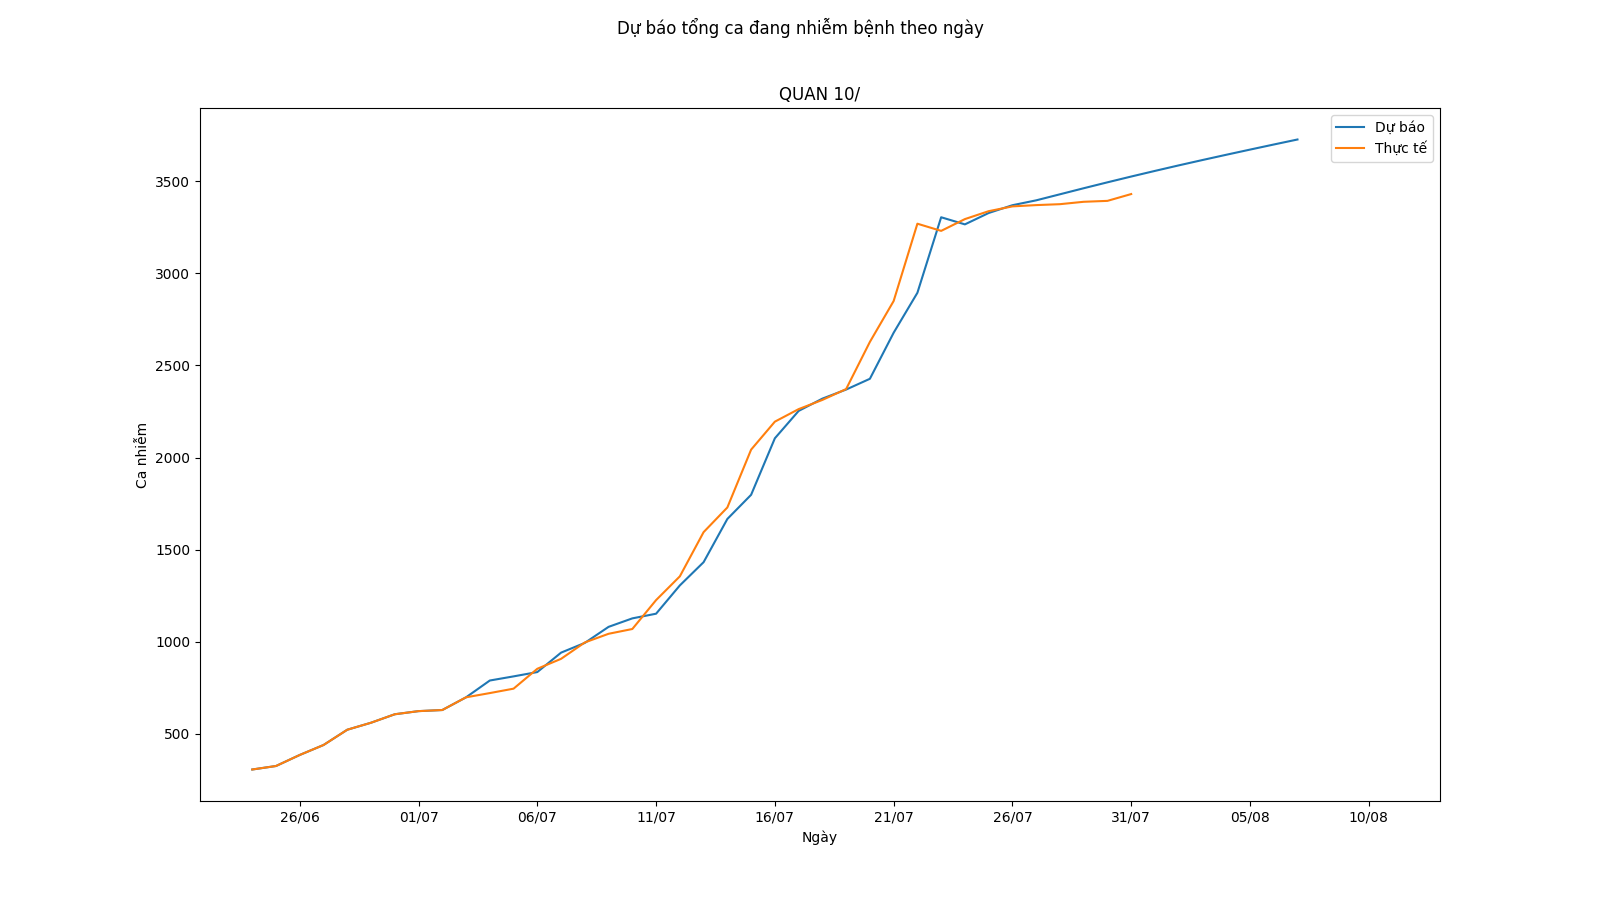 Dự báo tổng ca đang nhiễm bệnh theo ngày
QUAN 10/
Dự báo
Thực tế
3500
3000
2500
2000
1500
1000
500
Ca nhiễm
26/06
01/07
06/07
11/07
16/07
21/07
26/07
31/07
05/08
10/08
Ngày